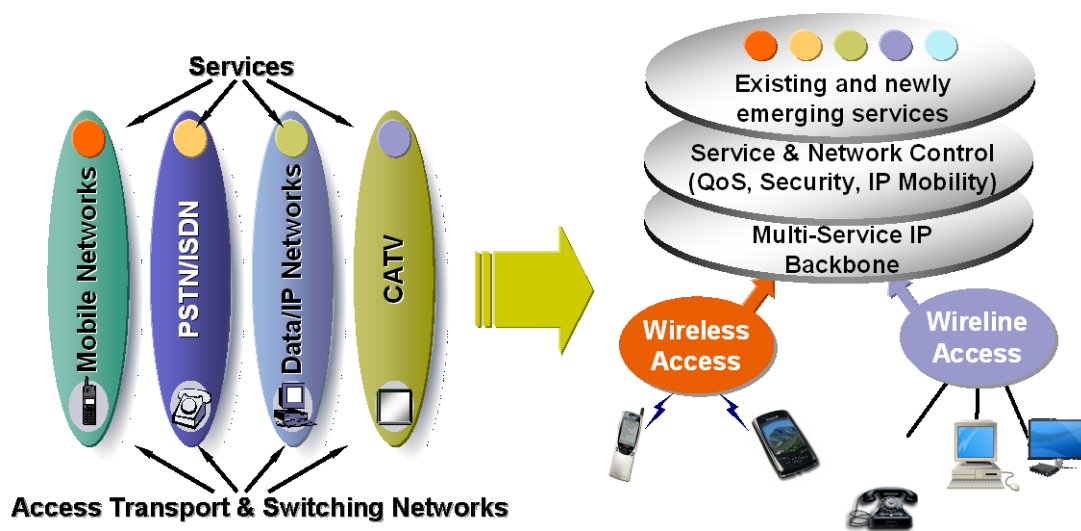 Services
Mobile Networks
PSTN/ISDN
Data/IP Networks
CATV
Access Transport & Switching Networks
Existing and newly
emerging services
Service & Network Control
(QoS, Security, IP Mobility)
Multi-Service IP
Backbone
Wireless
Access
Wireline
Access